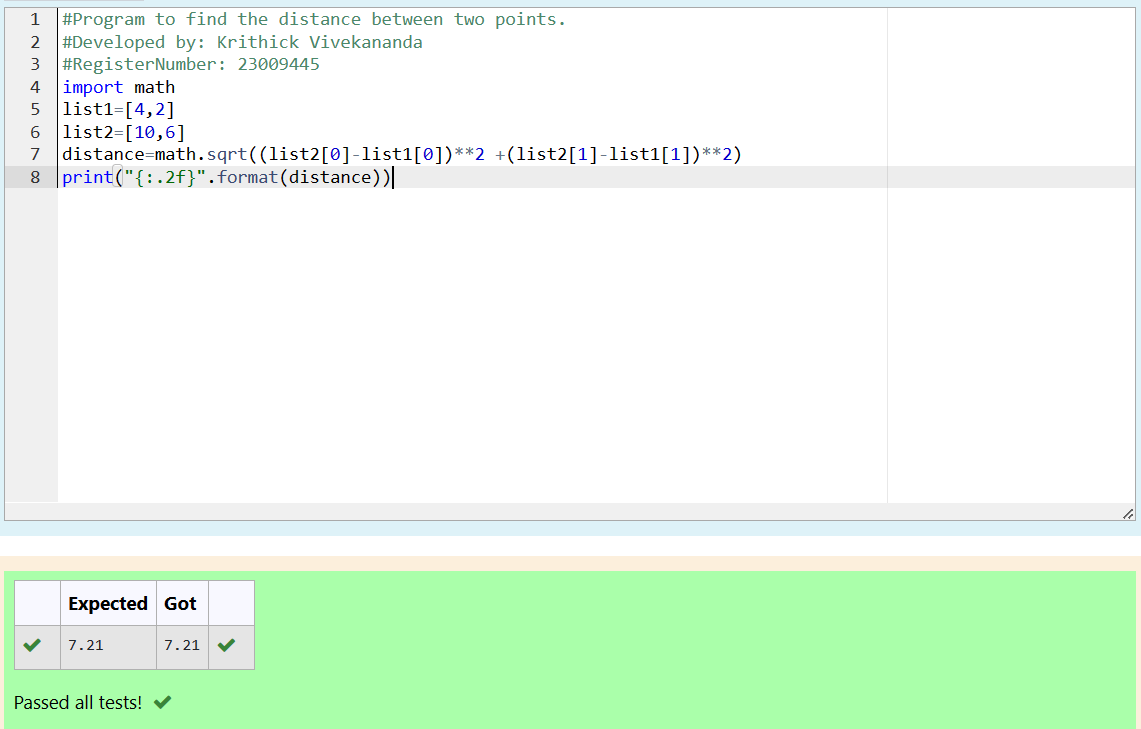 1 #Program to find the distance between two points.
2 #Developed by: Krithick Vivekananda
3 #RegisterNumber: 23009445
4 import math
5 list1=[4,2]
6 list2=[10,6]
7 distance=math.sqrt((list2[0]-list1[0])**2 +(list2[1]-list1[1])**2)
8 print("{:.2f}".format(distance))
Expected Got
7.21 7.21
Passed all tests!